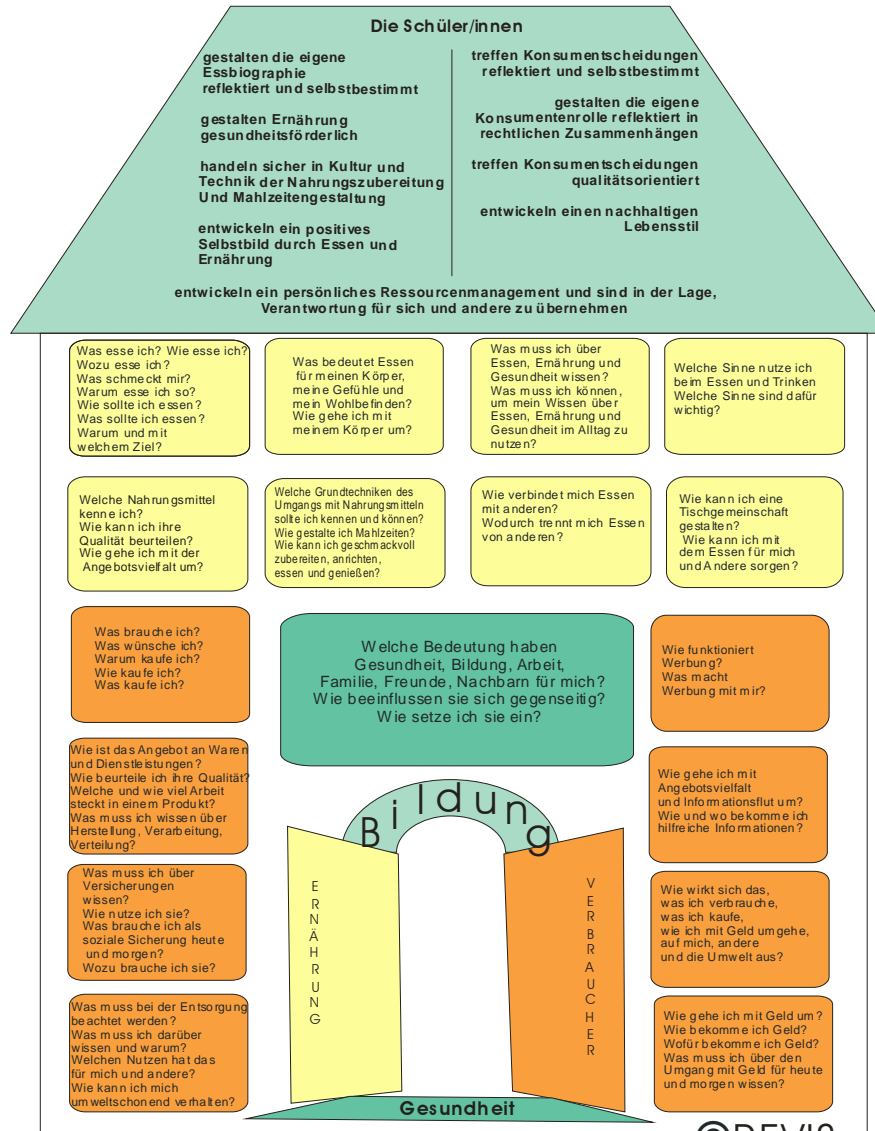 Die Schüler/innen
gestalten die eigene
Essbiographie
reflektiert und selbstbestimmt
gestalten Ernährung
gesundheitsförderlich
handeln sicher in Kultur und
Technik der Nahrungszubereitung
Und Mahlzeitengestaltung
entwickeln ein positives
Selbstbild durch Essen und
Ernährung
treffen Konsumentscheidungen
reflektiert und selbstbestimmt
gestalten die eigene
Konsumentenrolle reflektiert in
rechtlichen Zusammenhängen
treffen Konsumentscheidungen
qualitätsorientiert
entwickeln einen nachhaltigen
Lebensstil
entwickeln ein persönliches Ressourcenmanagement und sind in der Lage,
Verantwortung für sich und andere zu übernehmen
Was esse ich? Wie esse ich?
Wozu esse ich?
Was schmeckt mir?
Warum esse ich so?
Wie sollte ich essen?
Was sollte ich essen?
Warum und mit
welchem Ziel?
Was bedeutet Essen
für meinen Körper,
meine Gefühle und
mein Wohlbefinden?
Wie gehe ich mit
meinem Körper um?
Was muss ich über
Essen, Ernährung und
Gesundheit wissen?
Was muss ich können,
um mein Wissen über
Essen, Ernährung und
Gesundheit im Alltag zu
nutzen?
Welche Sinne nutze ich
beim Essen und Trinken
Welche Sinne sind dafür
wichtig?
Welche Nahrungsmittel
kenne ich?
Wie kann ich ihre
Qualität beurteilen?
Wie gehe ich mit der
Angebotsvielfalt um?
Welche Grundtechniken des
Umgangs mit Nahrungsmitteln
sollte ich kennen und können?
Wie gestalte ich Mahlzeiten?
Wie kann ich geschmackvoll
zubereiten, anrichten,
essen und genießen?
Wie verbindet mich Essen
mit anderen?
Wodurch trennt mich Essen
von anderen?
Wie kann ich eine
Tischgemeinschaft
gestalten?
Wie kann ich mit
dem Essen für mich
und Andere sorgen?
Was brauche ich?
Was wünsche ich?
Warum kaufe ich?
Wie kaufe ich?
Was kaufe ich?
Welche Bedeutung haben
Gesundheit, Bildung, Arbeit,
Familie, Freunde, Nachbarn für mich?
Wie beeinflussen sie sich gegenseitig?
Wie setze ich sie ein?
Wie funktioniert
Werbung?
Was macht
Werbung mit mir?
Wie ist das Angebot an Waren
und Dienstleistungen?
Wie beurteile ich ihre Qualität?
Welche und wie viel Arbeit
steckt in einem Produkt?
Was muss ich wissen über
Herstellung, Verarbeitung,
Verteilung?
Wie gehe ich mit
Angebotsvielfalt
und Informationsflut um?
Wie und wo bekomme ich
hilfreiche Informationen?
Bildung
ERNÄHRUNG
VERBRAUCHER
Was muss ich über
Versicherungen
wissen?
Wie nutze ich sie?
Was brauche ich als
soziale Sicherung heute
und morgen?
Wozu brauche ich sie?
Wie wirkt sich das,
was ich verbrauche,
was ich kaufe,
wie ich mit Geld umgehe,
auf mich, andere
und die Umwelt aus?
Was muss bei der Entsorgung
beachtet werden?
Was muss ich darüber
wissen und warum?
Welchen Nutzen hat das
für mich und andere?
Wie kann ich mich
umweltschonend verhalten?
Wie gehe ich mit Geld um?
Wie bekomme ich Geld?
Wofür bekomme ich Geld?
Was muss ich über den
Umgang mit Geld für heute
und morgen wissen?
Gesundheit